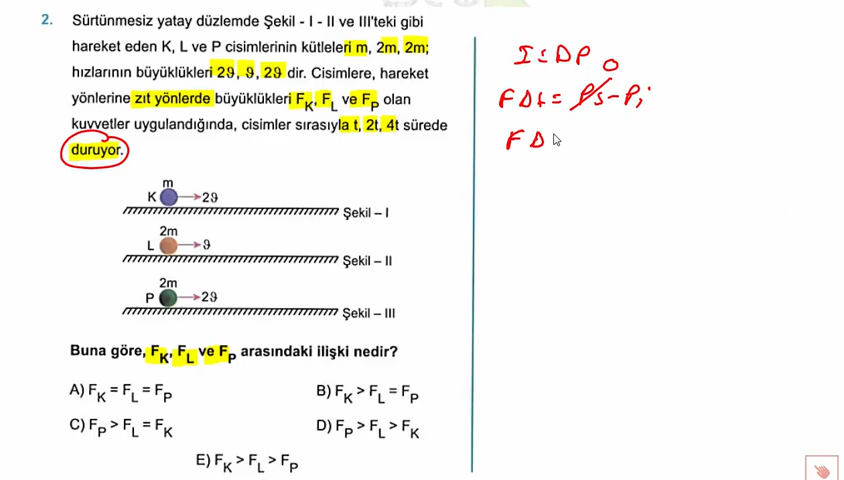 2. Sürtünmesiz yatay düzlemde Şekil - I - II ve III'teki gibi
hareket eden K, L ve P cisimlerinin kütleleri m, 2m, 2m;
hızlarının büyüklükleri 2ϑ, ϑ, 2ϑ dir. Cisimlere, hareket
yönlerine zıt yönlerde büyüklükleri F_K, F_L ve F_P olan
kuvvetler uygulandığında, cisimler sırasıyla t, 2t, 4t sürede
duruyor.
m
K 2ϑ
Şekil – I
2m
L ϑ
Şekil – II
2m
P 2ϑ
Şekil – III
Buna göre, F_K, F_L ve F_P arasındaki ilişki nedir?
A) F_K = F_L = F_P
B) F_K > F_L = F_P
C) F_P > F_L = F_K
D) F_P > F_L > F_K
E) F_K > F_L > F_P
I = ΔP
0
F Δt = Ps - Pi
F Δ